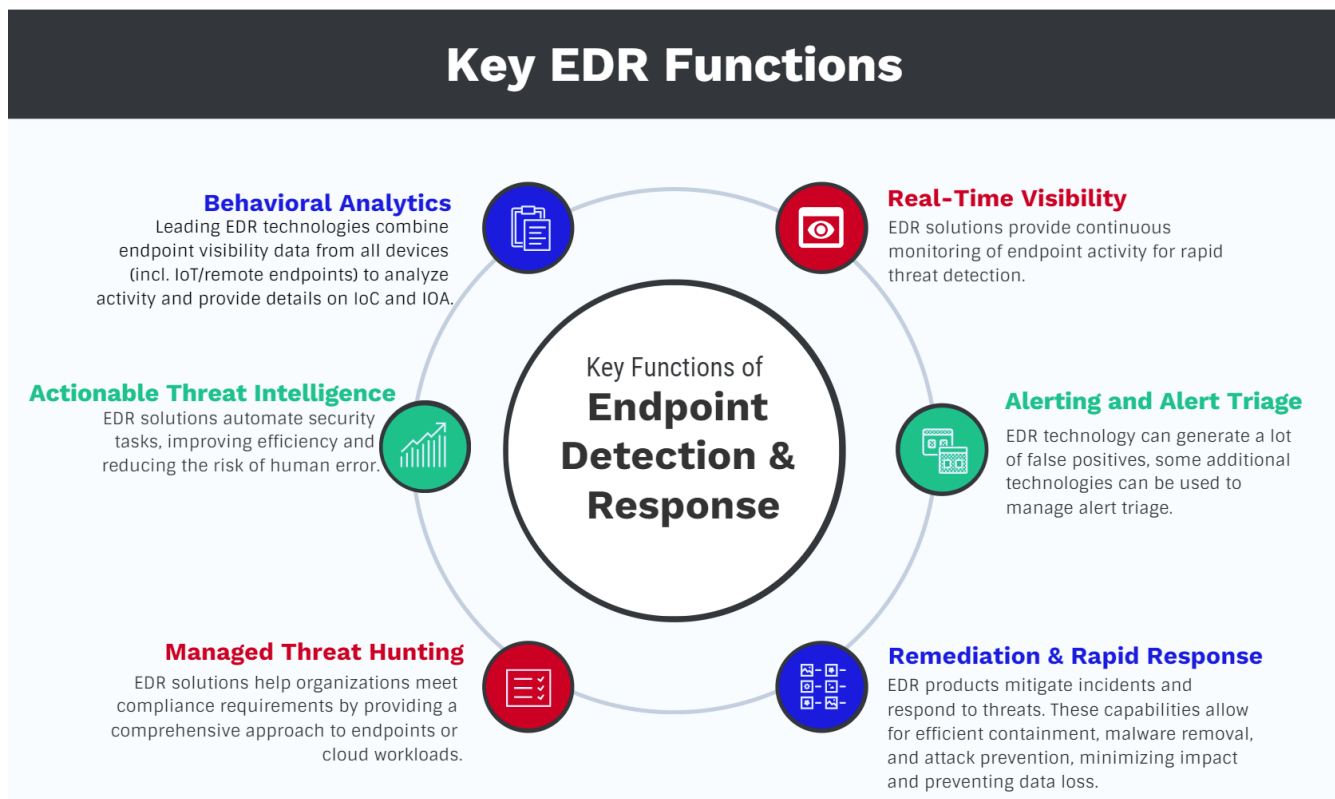 Key EDR Functions
Behavioral Analytics
Leading EDR technologies combine
endpoint visibility data from all devices
(incl. IoT/remote endpoints) to analyze
activity and provide details on IoC and IOA.
Real-Time Visibility
EDR solutions provide continuous
monitoring of endpoint activity for rapid
threat detection.
Key Functions of
Endpoint
Detection &
Response
Actionable Threat Intelligence
EDR solutions automate security
tasks, improving efficiency and
reducing the risk of human error.
Alerting and Alert Triage
EDR technology can generate a lot
of false positives, some additional
technologies can be used to
manage alert triage.
Managed Threat Hunting
EDR solutions help organizations meet
compliance requirements by providing a
comprehensive approach to endpoints or
cloud workloads.
Remediation & Rapid Response
EDR products mitigate incidents and
respond to threats. These capabilities allow
for efficient containment, malware removal,
and attack prevention, minimizing impact
and preventing data loss.